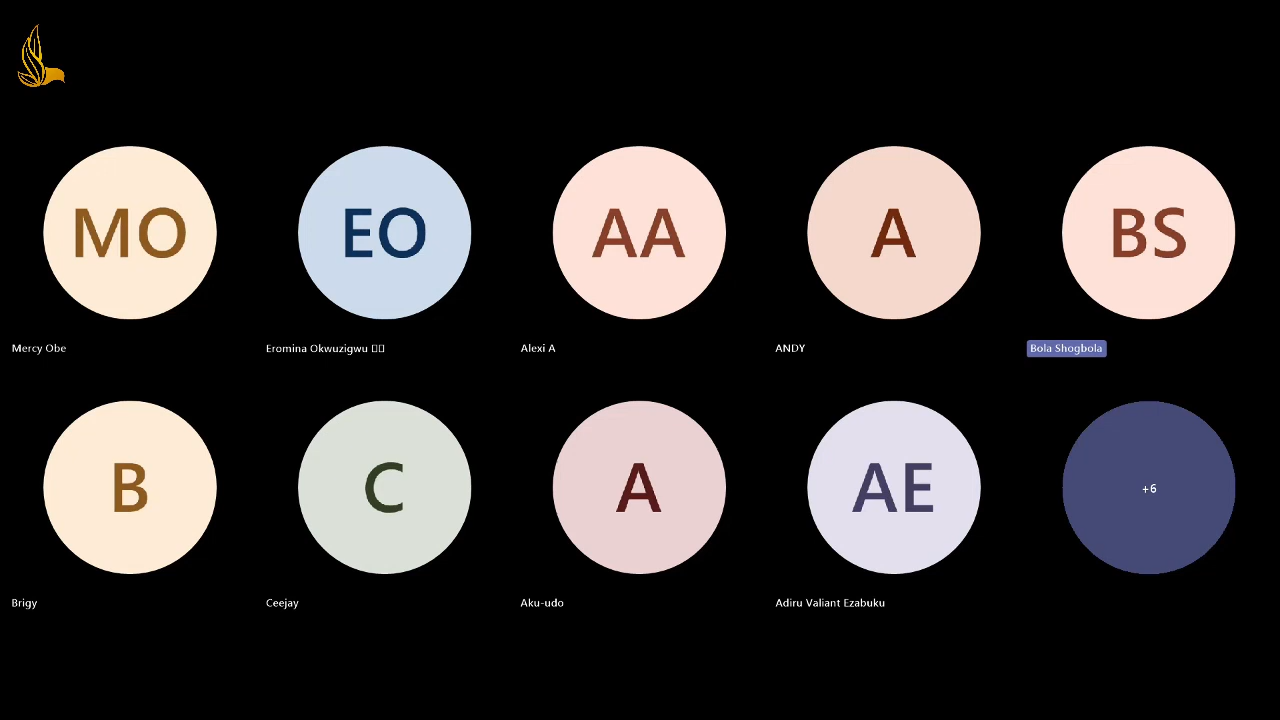 MO
EO
AA
A
BS
Mercy Obe
Eromina Okwuzigwu
Alexi A
ANDY
Bola Shogbola
B
C
A
AE
+6
Brigy
Ceejay
Aku-udo
Adiru Valiant Ezabuku